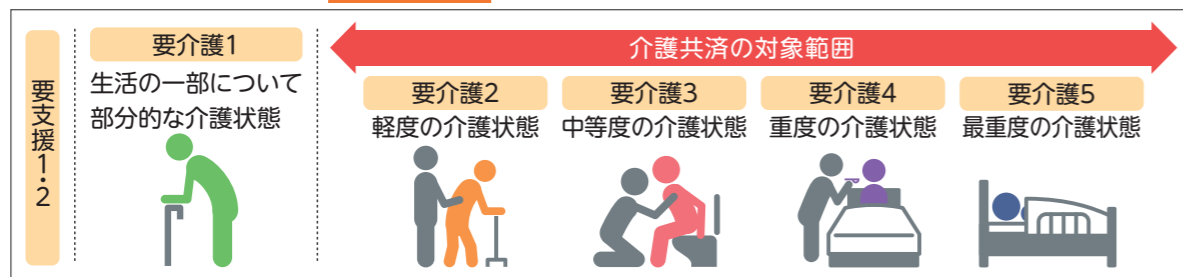 要支援1・2
要介護1
生活の一部について
部分的な介護状態
介護共済の対象範囲
要介護2
軽度の介護状態
要介護3
中等度の介護状態
要介護4
重度の介護状態
要介護5
最重度の介護状態